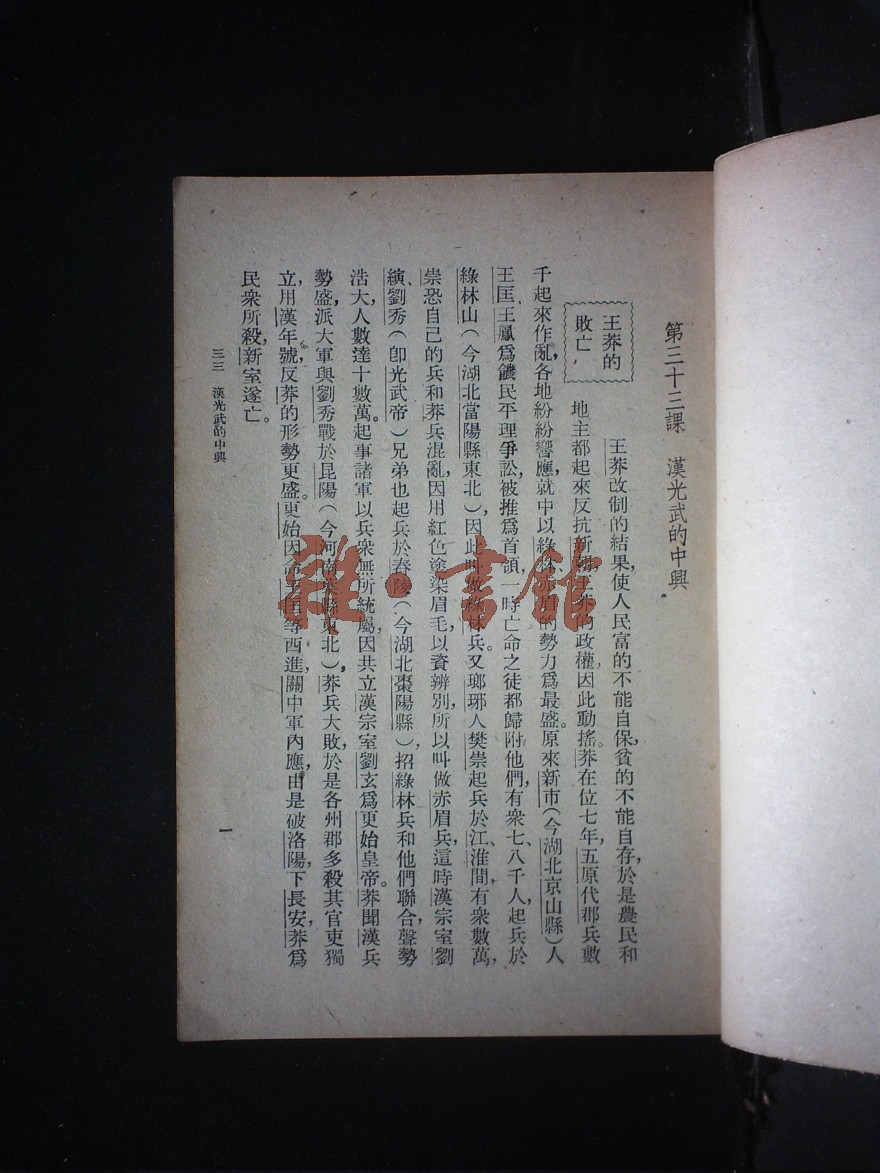 第三十三課 漢光武的中興
王莽的
敗亡
王莽改制的結果,使人民富的不能自保,貧的不能自存,於是農民和
地主都起來反抗新朝,王莽的政權,因此動搖。莽在位七年,五原代郡兵數
千起來作亂,各地紛紛響應,就中以綠林赤眉的勢力爲最盛。原來新市(今湖北京山縣)人
王匡、王鳳爲饑民平理爭訟,被推爲首領,一時亡命之徒都歸附他們,有衆七、八千人,起兵於
綠林山(今湖北當陽縣東北),因此叫做綠林兵。又瑯琊人樊崇起兵於江、淮間,有衆數萬,
崇恐自己的兵和莽兵混亂,因用紅色塗染眉毛,以資辨別,所以叫做赤眉兵,這時漢宗室劉
縯、劉秀(卽光武帝)兄弟也起兵於舂陵(今湖北棗陽縣),招綠林兵和他們聯合,聲勢
浩大,人數達十數萬。起事諸軍以兵衆無所統屬,因共立漢宗室劉玄爲更始皇帝。莽聞漢兵
勢盛,派大軍與劉秀戰於昆陽(今河南葉縣東北),莽兵大敗,於是各州郡多殺其官吏獨
立,用漢年號,反莽的形勢更盛。更始因命王匡等西進,關中軍內應,由是破洛陽,下長安,莽爲
民衆所殺,新室遂亡。
三三 漢光武的中興
一
雜·書館